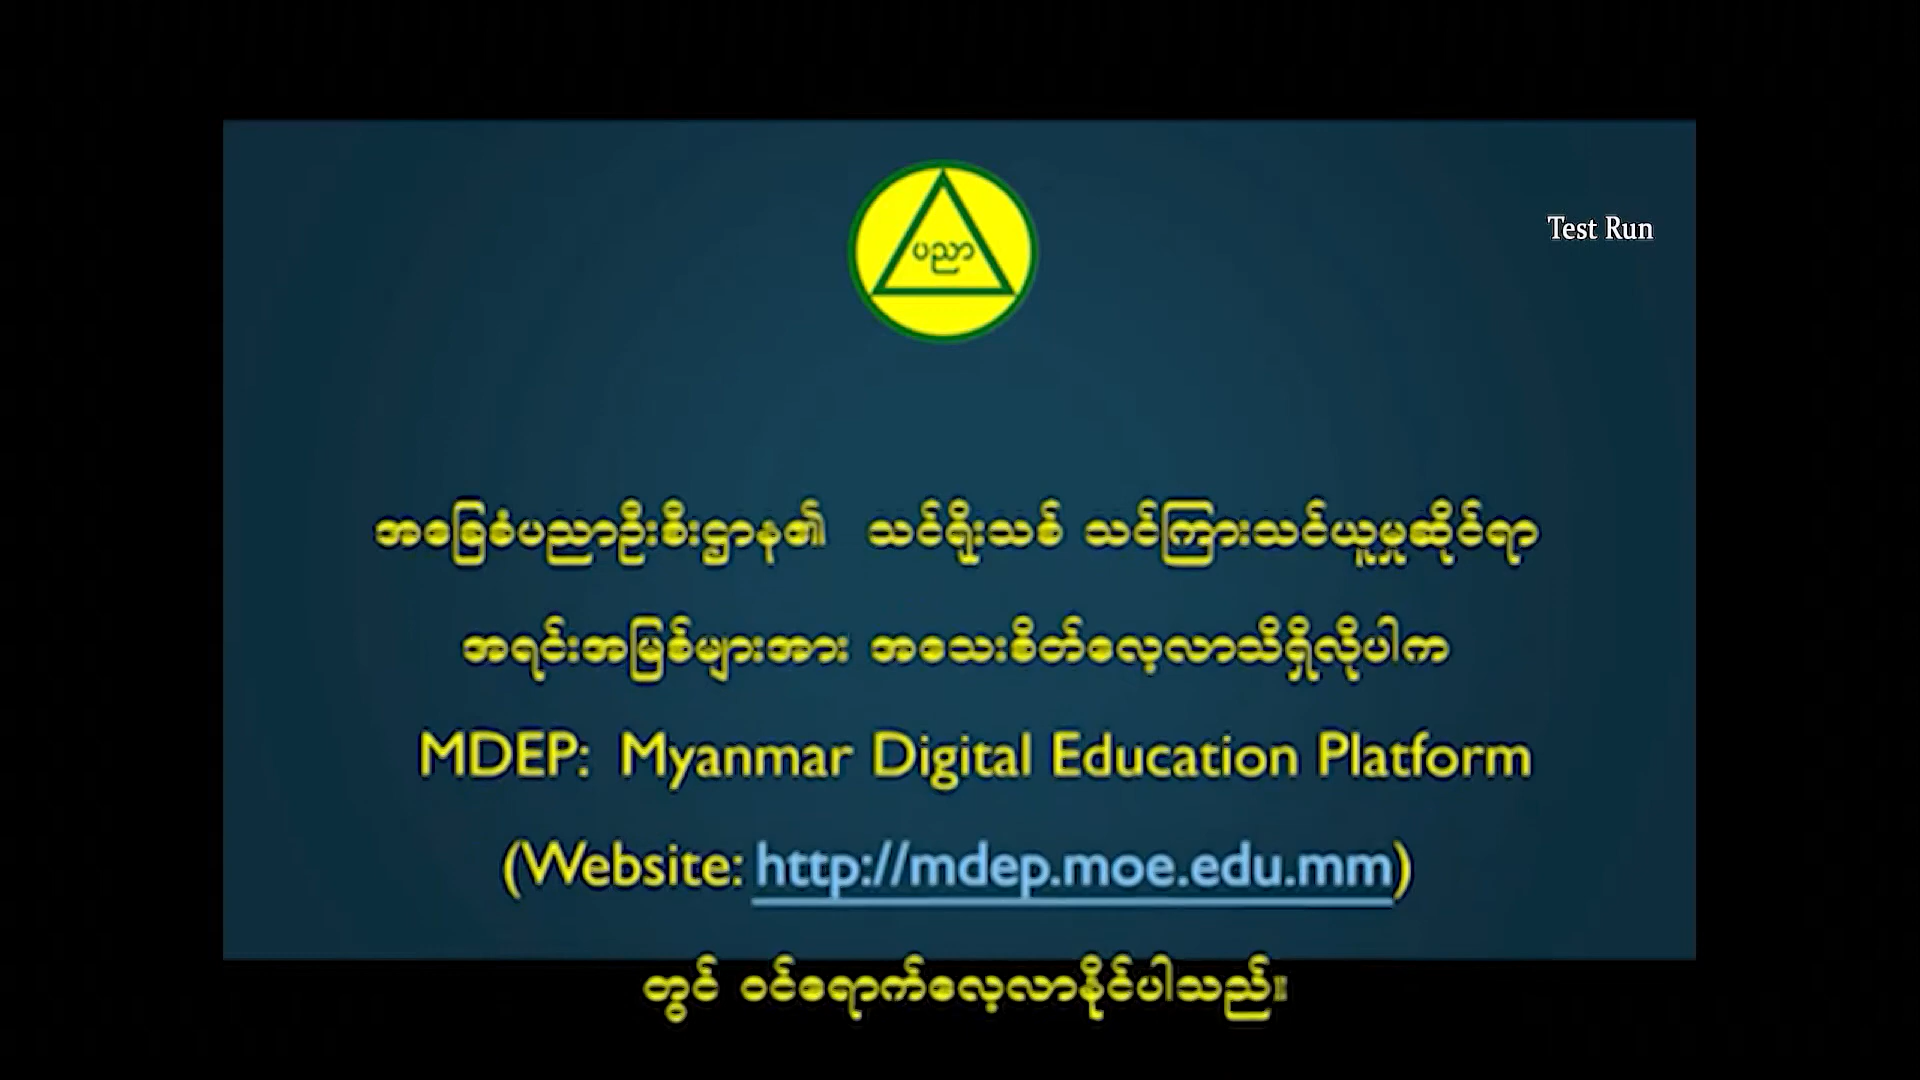 ပညာ
Test Run
အခြေခံပညာဦးစီးဌာန၏ သင်ရိုးသစ် သင်ကြားသင်ယူမှုဆိုင်ရာ
အရင်းအမြစ်များအား အသေးစိတ်လေ့လာသိရှိလိုပါက
MDEP: Myanmar Digital Education Platform
(Website: http://mdep.moe.edu.mm)
တွင် ဝင်ရောက်လေ့လာနိုင်ပါသည်။